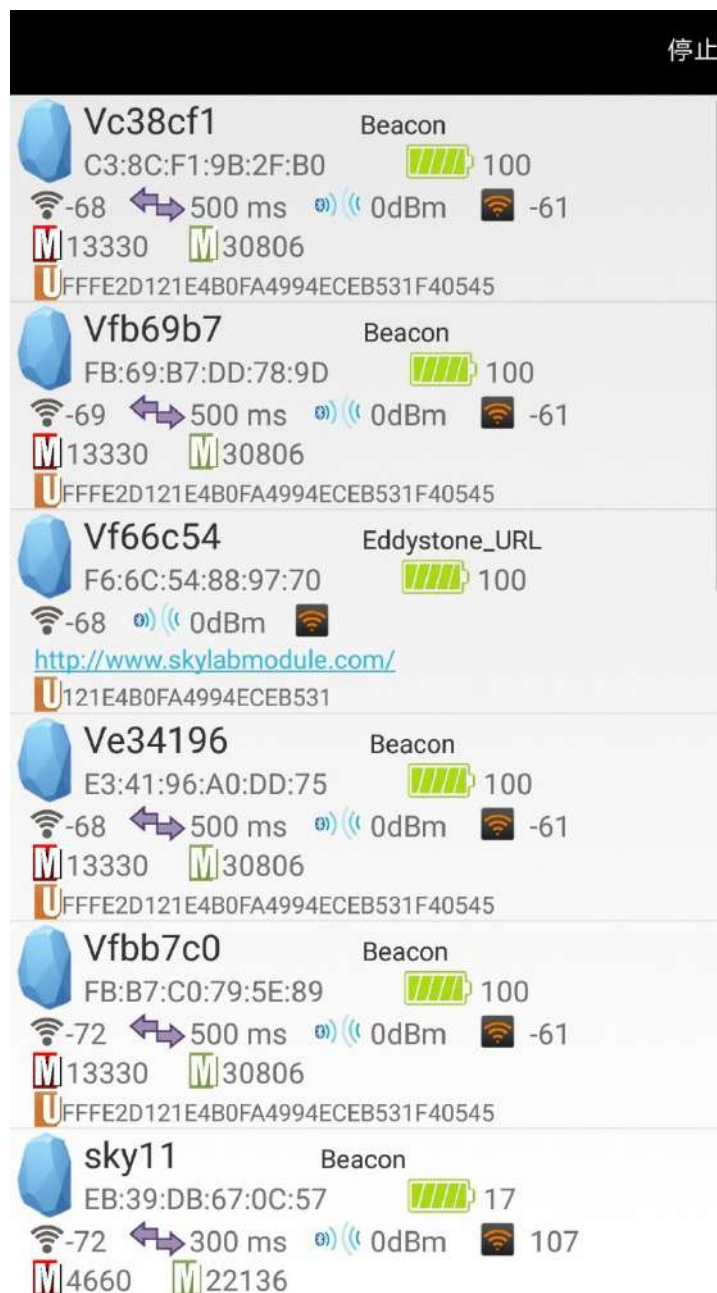 停止
Vc38cf1 Beacon
C3:8C:F1:9B:2F:B0 100
-68 500 ms 0dBm -61
M 13330 M 30806
U FFFE2D121E4B0FA4994ECEB531F40545
Vfb69b7 Beacon
FB:69:B7:DD:78:9D 100
-69 500 ms 0dBm -61
M 13330 M 30806
U FFFE2D121E4B0FA4994ECEB531F40545
Vf66c54 Eddystone_URL
F6:6C:54:88:97:70 100
-68 0dBm
http://www.skylabmodule.com/
U 121E4B0FA4994ECEB531
Ve34196 Beacon
E3:41:96:A0:DD:75 100
-68 500 ms 0dBm -61
M 13330 M 30806
U FFFE2D121E4B0FA4994ECEB531F40545
Vfbb7c0 Beacon
FB:B7:C0:79:5E:89 100
-72 500 ms 0dBm -61
M 13330 M 30806
U FFFE2D121E4B0FA4994ECEB531F40545
sky11 Beacon
EB:39:DB:67:0C:57 17
-72 300 ms 0dBm 107
M 4660 M 22136